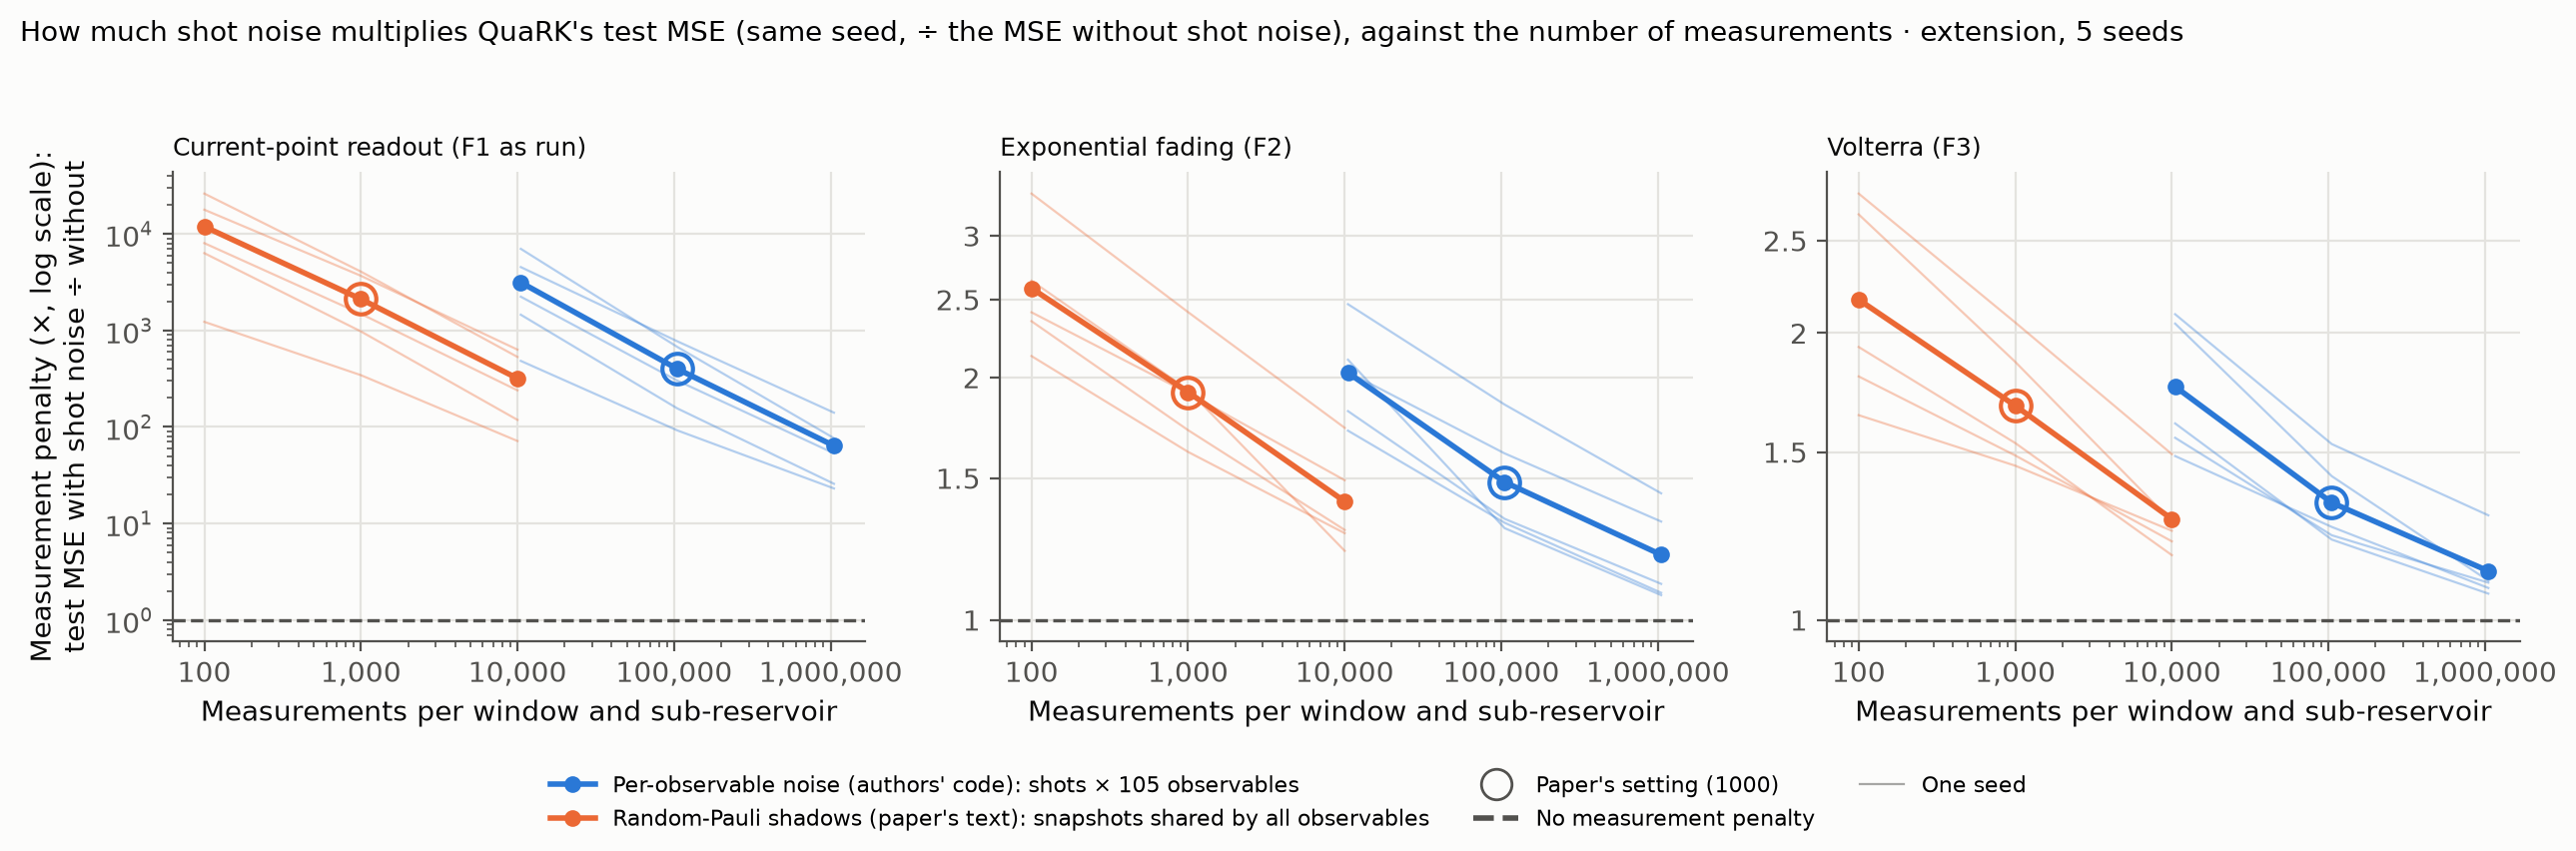 How much shot noise multiplies QuaRK's test MSE (same seed, ÷ the MSE without shot noise), against the number of measurements · extension, 5 seeds
Measurement penalty (×, log scale):
test MSE with shot noise ÷ without
Current-point readout (F1 as run)
10⁴
10³
10²
10¹
10⁰
100 1,000 10,000 100,000 1,000,000
Measurements per window and sub-reservoir
Exponential fading (F2)
3
2.5
2
1.5
1
100 1,000 10,000 100,000 1,000,000
Measurements per window and sub-reservoir
Volterra (F3)
2.5
2
1.5
1
100 1,000 10,000 100,000 1,000,000
Measurements per window and sub-reservoir
Per-observable noise (authors' code): shots × 105 observables
Random-Pauli shadows (paper's text): snapshots shared by all observables
Paper's setting (1000)
No measurement penalty
One seed